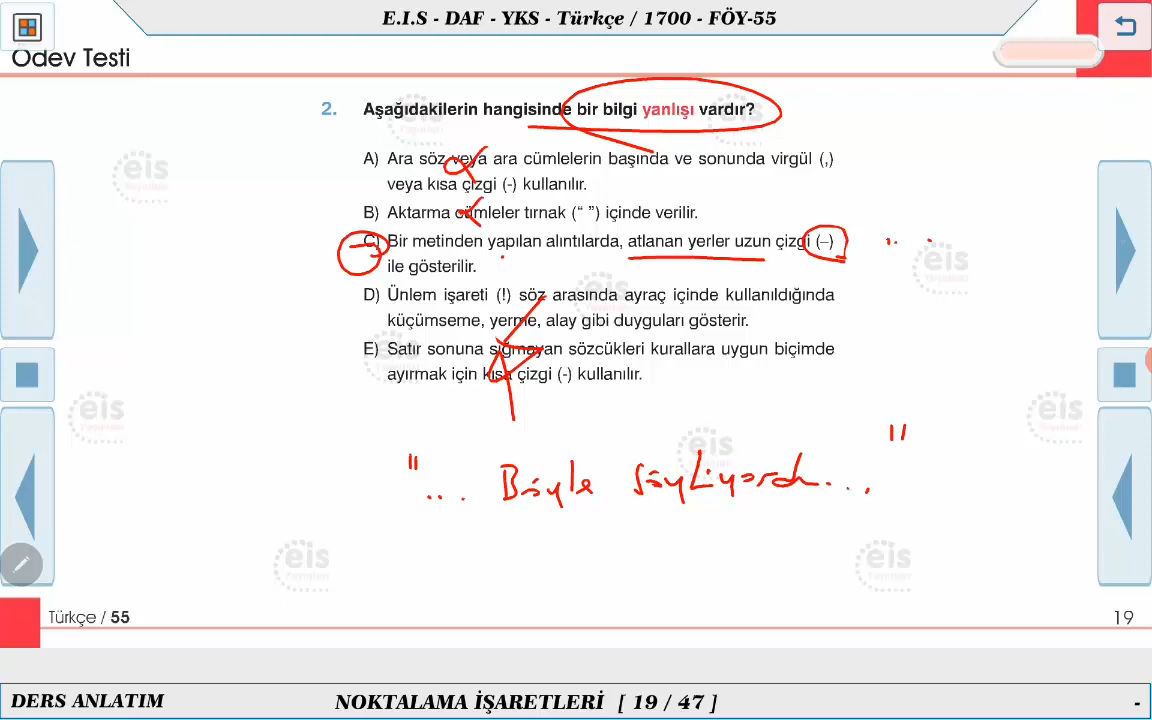 E.I.S - DAF - YKS - Türkçe / 1700 - FÖY-55
Ödev Testi
2. Aşağıdakilerin hangisinde bir bilgi yanlışı vardır?
A) Ara söz veya ara cümlelerin başında ve sonunda virgül (,)
veya kısa çizgi (-) kullanılır.
B) Aktarma cümleler tırnak (“ ”) içinde verilir.
C) Bir metinden yapılan alıntılarda, atlanan yerler uzun çizgi (–)
ile gösterilir.
D) Ünlem işareti (!) söz arasında ayraç içinde kullanıldığında
küçümseme, yerme, alay gibi duyguları gösterir.
E) Satır sonuna sığmayan sözcükleri kurallara uygun biçimde
ayırmak için kısa çizgi (-) kullanılır.
"... Böyle söylüyordu..."
eis
Türkçe / 55
19
DERS ANLATIM
NOKTALAMA İŞARETLERİ [ 19 / 47 ]
-